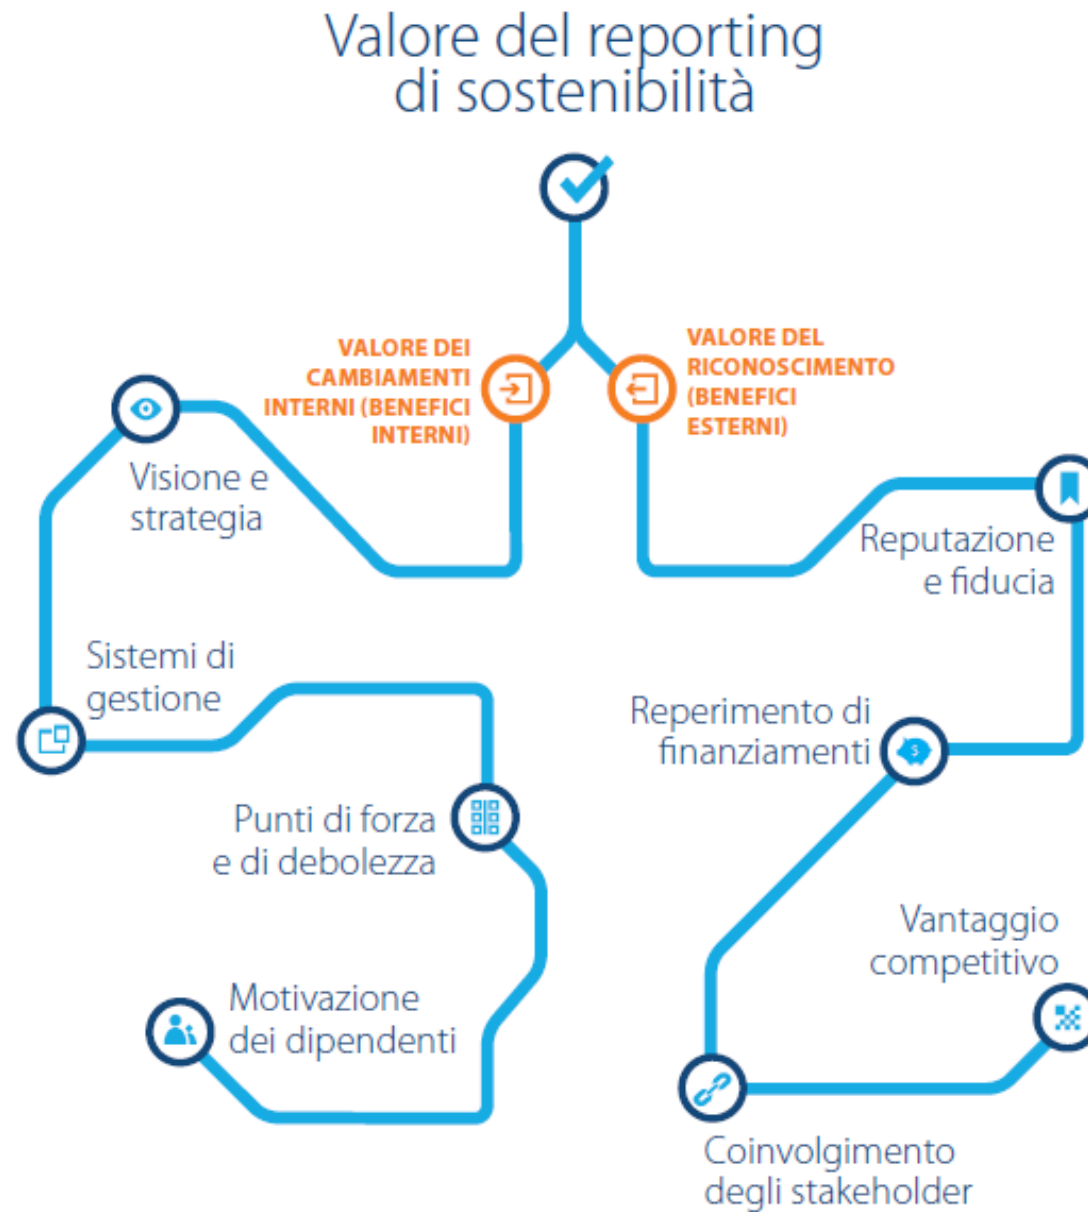 Valore del reporting
di sostenibilità
VALORE DEI
CAMBIAMENTI
INTERNI (BENEFICI
INTERNI)
VALORE DEL
RICONOSCIMENTO
(BENEFICI
ESTERNI)
Visione e
strategia
Sistemi di
gestione
Punti di forza
e di debolezza
Motivazione
dei dipendenti
Reputazione
e fiducia
Reperimento di
finanziamenti
$
Vantaggio
competitivo
Coinvolgimento
degli stakeholder